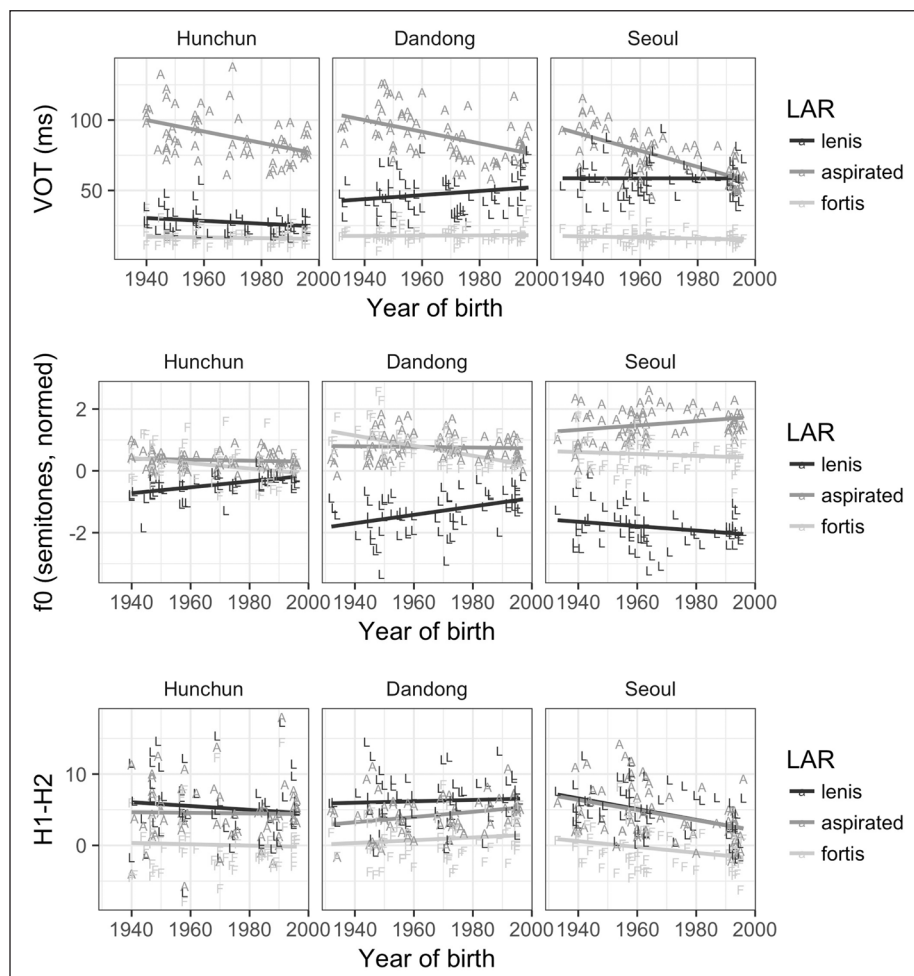 Hunchun Dandong Seoul
VOT (ms)
100
50
1940 1960 1980 2000 1940 1960 1980 2000 1940 1960 1980 2000
Year of birth
LAR
lenis
aspirated
fortis
Hunchun Dandong Seoul
f0 (semitones, normed)
2
0
-2
1940 1960 1980 2000 1940 1960 1980 2000 1940 1960 1980 2000
Year of birth
LAR
lenis
aspirated
fortis
Hunchun Dandong Seoul
H1-H2
10
0
1940 1960 1980 2000 1940 1960 1980 2000 1940 1960 1980 2000
Year of birth
LAR
lenis
aspirated
fortis